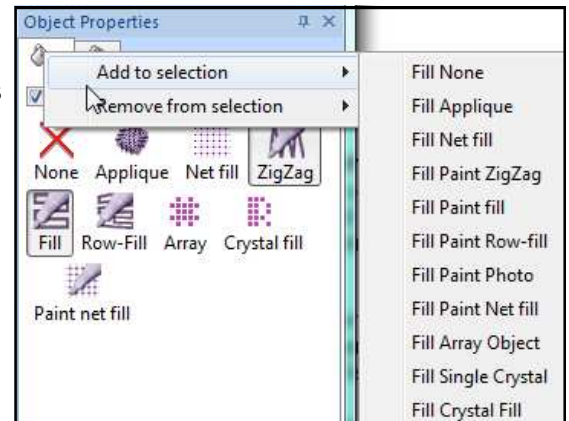 Object Properties
Add to selection
Remove from selection
None Applique Net fill ZigZag
Fill Row-Fill Array Crystal fill
Paint net fill
Fill None
Fill Applique
Fill Net fill
Fill Paint ZigZag
Fill Paint fill
Fill Paint Row-fill
Fill Paint Photo
Fill Paint Net fill
Fill Array Object
Fill Single Crystal
Fill Crystal Fill